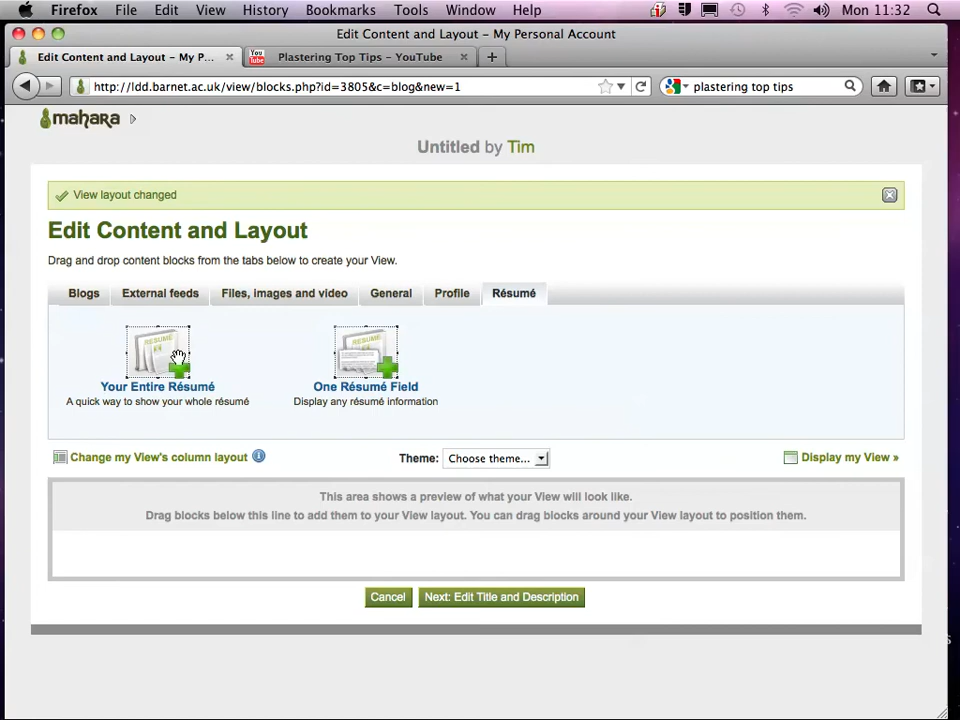 Firefox File Edit View History Bookmarks Tools Window Help Mon 11:32
Edit Content and Layout - My Personal Account
Edit Content and Layout - My P... Plastering Top Tips - YouTube
http://ldd.barnet.ac.uk/view/blocks.php?id=3805&c=blog&new=1 plastering top tips
mahara
Untitled by Tim
View layout changed
Edit Content and Layout
Drag and drop content blocks from the tabs below to create your View.
Blogs External feeds Files, images and video General Profile Résumé
RESUMÉ RESUMÉ
Your Entire Résumé One Résumé Field
A quick way to show your whole résumé Display any résumé information
Change my View's column layout Theme: Choose theme... Display my View »
This area shows a preview of what your View will look like.
Drag blocks below this line to add them to your View layout. You can drag blocks around your View layout to position them.
Cancel Next: Edit Title and Description